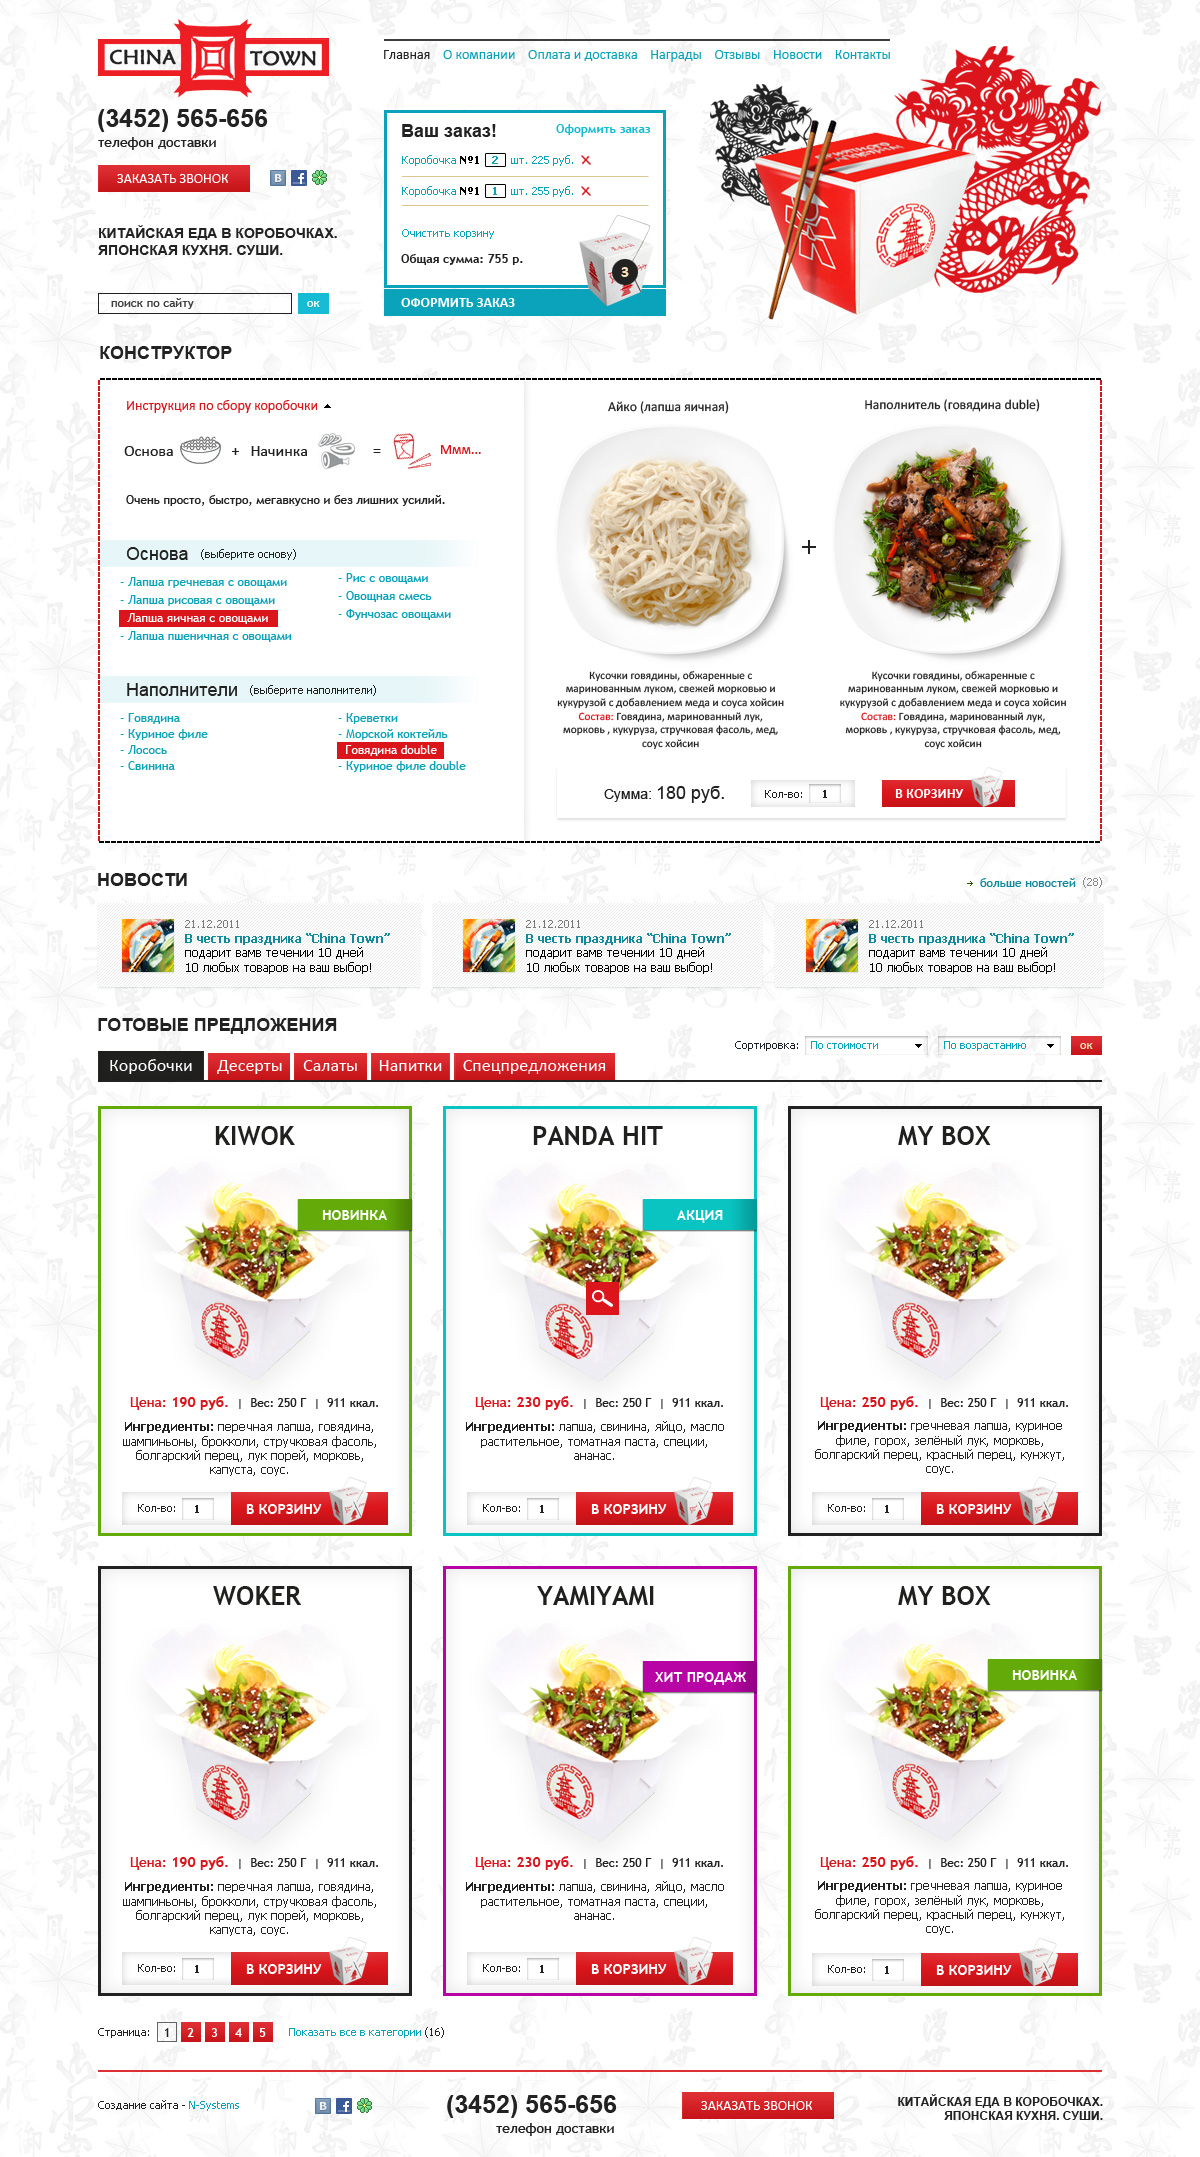 CHINA TOWN
(3452) 565-656
телефон доставки
ЗАКАЗАТЬ ЗВОНОК
КИТАЙСКАЯ ЕДА В КОРОБОЧКАХ.
ЯПОНСКАЯ КУХНЯ. СУШИ.
поиск по сайту ок
Главная О компании Оплата и доставка Награды Отзывы Новости Контакты
Ваш заказ! Оформить заказ
Коробочка №1 2 шт. 225 руб.
Коробочка №1 1 шт. 255 руб.
Очистить корзину
Общая сумма: 755 р.
3
ОФОРМИТЬ ЗАКАЗ
КОНСТРУКТОР
Инструкция по сбору коробочки
Основа + Начинка = Ммм...
Очень просто, быстро, мегавкусно и без лишних усилий.
Основа (выберите основу)
- Лапша гречневая с овощами
- Лапша рисовая с овощами
Лапша яичная с овощами
- Лапша пшеничная с овощами
- Рис с овощами
- Овощная смесь
- Фунчозас овощами
Наполнители (выберите наполнители)
- Говядина
- Куриное филе
- Лосось
- Свинина
- Креветки
- Морской коктейль
Говядина double
- Куриное филе double
Айко (лапша яичная)
+
Наполнитель (говядина duble)
Кусочки говядины, обжаренные с
маринованным луком, свежей морковью и
кукурузой с добавлением меда и соуса хойсин
Состав: Говядина, маринованный лук,
морковь , кукуруза, стручковая фасоль, мед,
соус хойсин
Кусочки говядины, обжаренные с
маринованным луком, свежей морковью и
кукурузой с добавлением меда и соуса хойсин
Состав: Говядина, маринованный лук,
морковь , кукуруза, стручковая фасоль, мед,
соус хойсин
Сумма: 180 руб. Кол-во: 1 В КОРЗИНУ
НОВОСТИ
больше новостей (28)
21.12.2011
В честь праздника “China Town”
подарит вамв течении 10 дней
10 любых товаров на ваш выбор!
21.12.2011
В честь праздника “China Town”
подарит вамв течении 10 дней
10 любых товаров на ваш выбор!
21.12.2011
В честь праздника “China Town”
подарит вамв течении 10 дней
10 любых товаров на ваш выбор!
ГОТОВЫЕ ПРЕДЛОЖЕНИЯ
Сортировка: По стоимости По возрастанию ок
Коробочки Десерты Салаты Напитки Спецпредложения
KIWOK
НОВИНКА
Цена: 190 руб. | Вес: 250 Г | 911 ккал.
Ингредиенты: перечная лапша, говядина,
шампиньоны, брокколи, стручковая фасоль,
болгарский перец, лук порей, морковь,
капуста, соус.
Кол-во: 1 В КОРЗИНУ
PANDA HIT
АКЦИЯ
Цена: 230 руб. | Вес: 250 Г | 911 ккал.
Ингредиенты: лапша, свинина, яйцо, масло
растительное, томатная паста, специи,
ананас.
Кол-во: 1 В КОРЗИНУ
MY BOX
Цена: 250 руб. | Вес: 250 Г | 911 ккал.
Ингредиенты: гречневая лапша, куриное
филе, горох, зелёный лук, морковь,
болгарский перец, красный перец, кунжут,
соус.
Кол-во: 1 В КОРЗИНУ
WOKER
Цена: 190 руб. | Вес: 250 Г | 911 ккал.
Ингредиенты: перечная лапша, говядина,
шампиньоны, брокколи, стручковая фасоль,
болгарский перец, лук порей, морковь,
капуста, соус.
Кол-во: 1 В КОРЗИНУ
YAMIYAMI
ХИТ ПРОДАЖ
Цена: 230 руб. | Вес: 250 Г | 911 ккал.
Ингредиенты: лапша, свинина, яйцо, масло
растительное, томатная паста, специи,
ананас.
Кол-во: 1 В КОРЗИНУ
MY BOX
НОВИНКА
Цена: 250 руб. | Вес: 250 Г | 911 ккал.
Ингредиенты: гречневая лапша, куриное
филе, горох, зелёный лук, морковь,
болгарский перец, красный перец, кунжут,
соус.
Кол-во: 1 В КОРЗИНУ
Страница: 1 2 3 4 5 Показать все в категории (16)
Создание сайта - N-Systems
(3452) 565-656
телефон доставки
ЗАКАЗАТЬ ЗВОНОК
КИТАЙСКАЯ ЕДА В КОРОБОЧКАХ.
ЯПОНСКАЯ КУХНЯ. СУШИ.